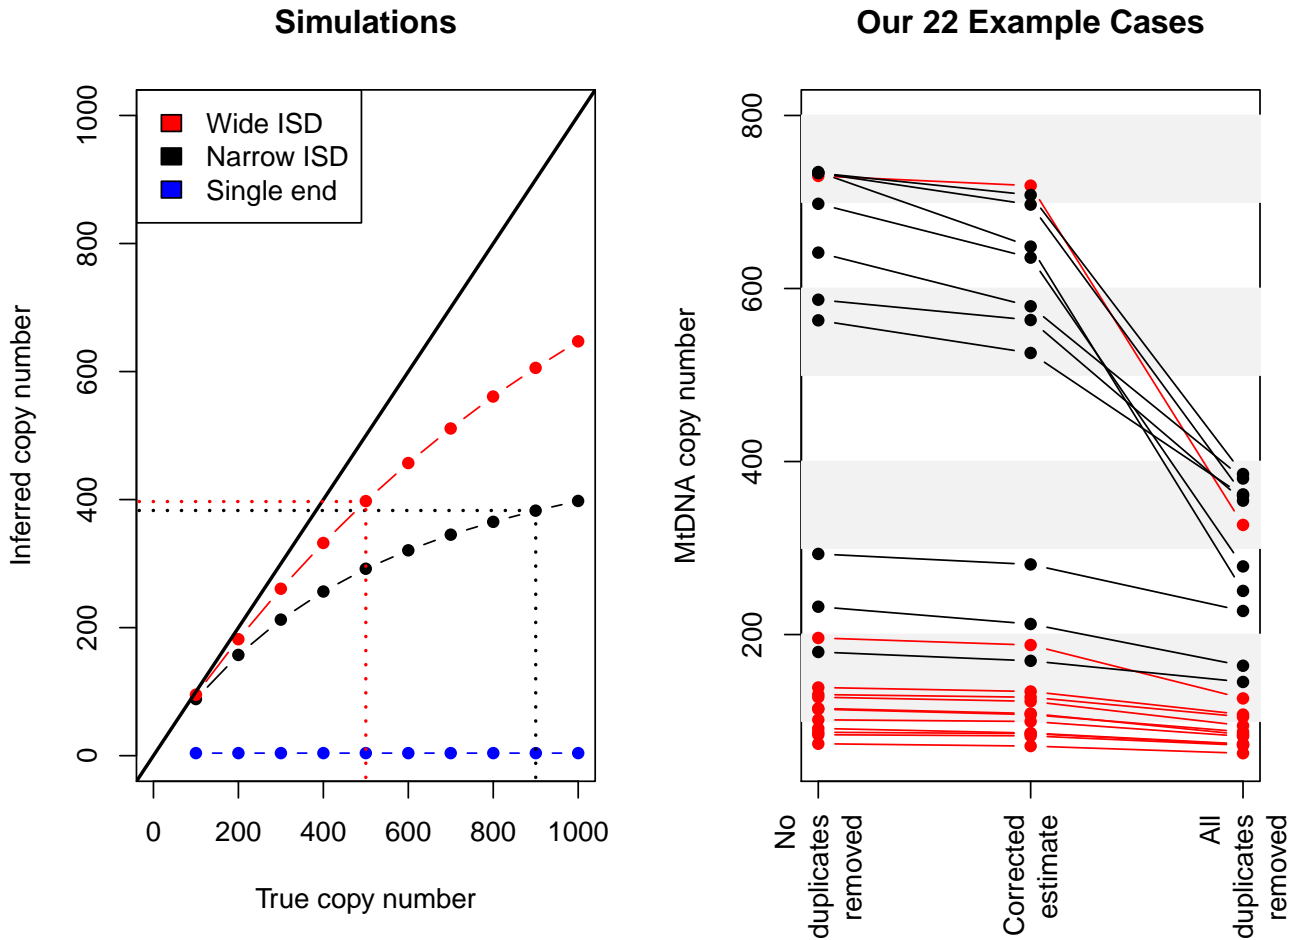 Simulations
Inferred copy number
1000
800
600
400
200
0
Wide ISD
Narrow ISD
Single end
0 200 400 600 800 1000
True copy number
Our 22 Example Cases
MtDNA copy number
800
600
400
200
No
duplicates
removed
Corrected
estimate
All
duplicates
removed